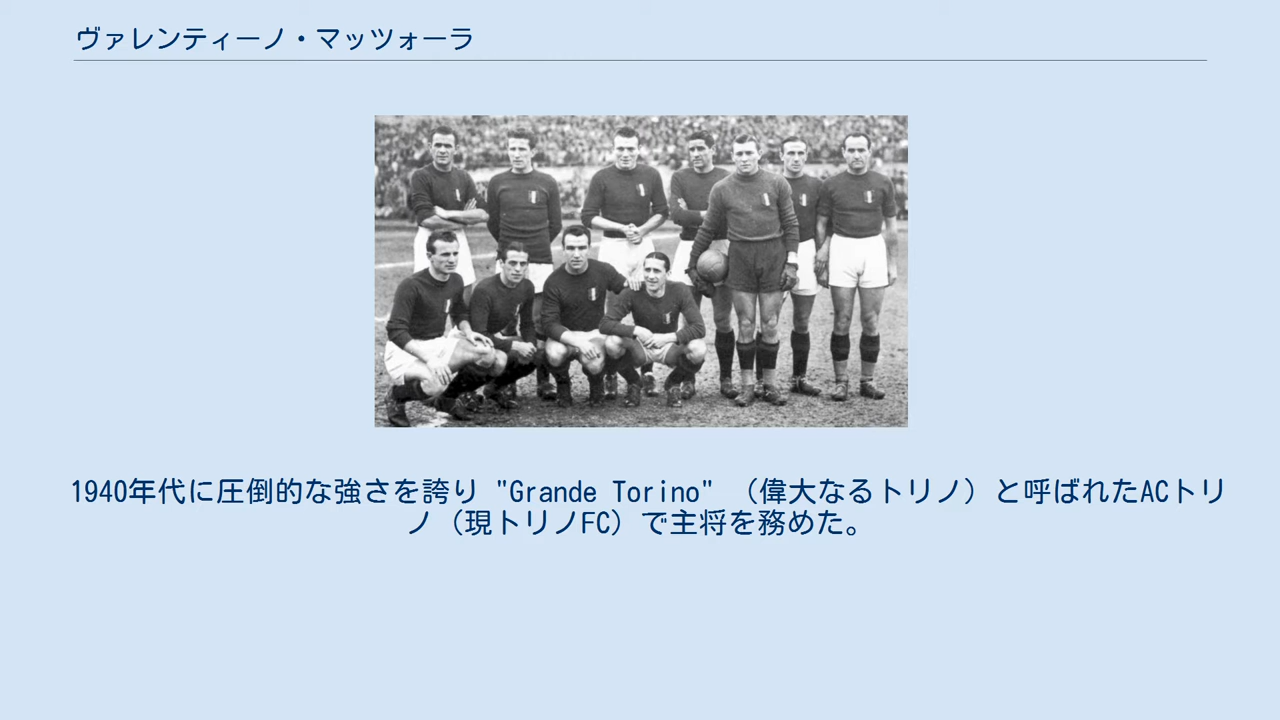 ヴァレンティーノ・マッツォーラ
1940年代に圧倒的な強さを誇り "Grande Torino" （偉大なるトリノ）と呼ばれたACトリ
ノ（現トリノFC）で主将を務めた。